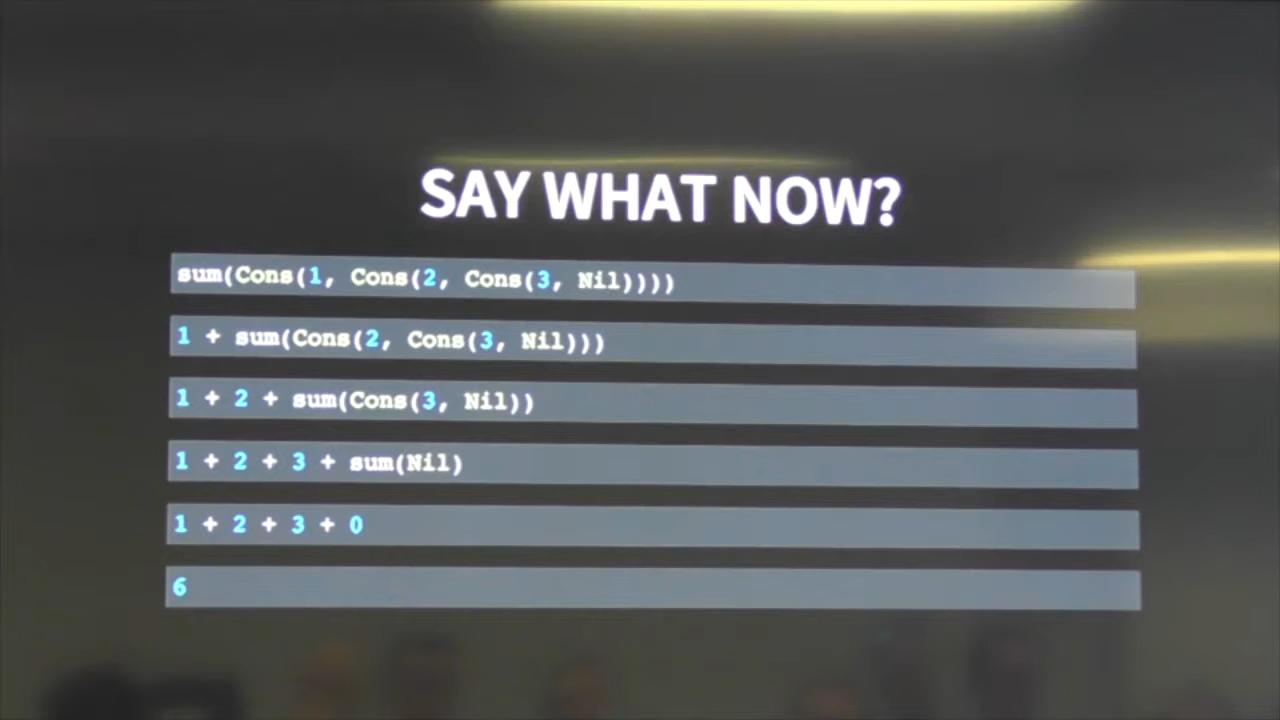 SAY WHAT NOW?
sum(Cons(1, Cons(2, Cons(3, Nil))))
1 + sum(Cons(2, Cons(3, Nil)))
1 + 2 + sum(Cons(3, Nil))
1 + 2 + 3 + sum(Nil)
1 + 2 + 3 + 0
6